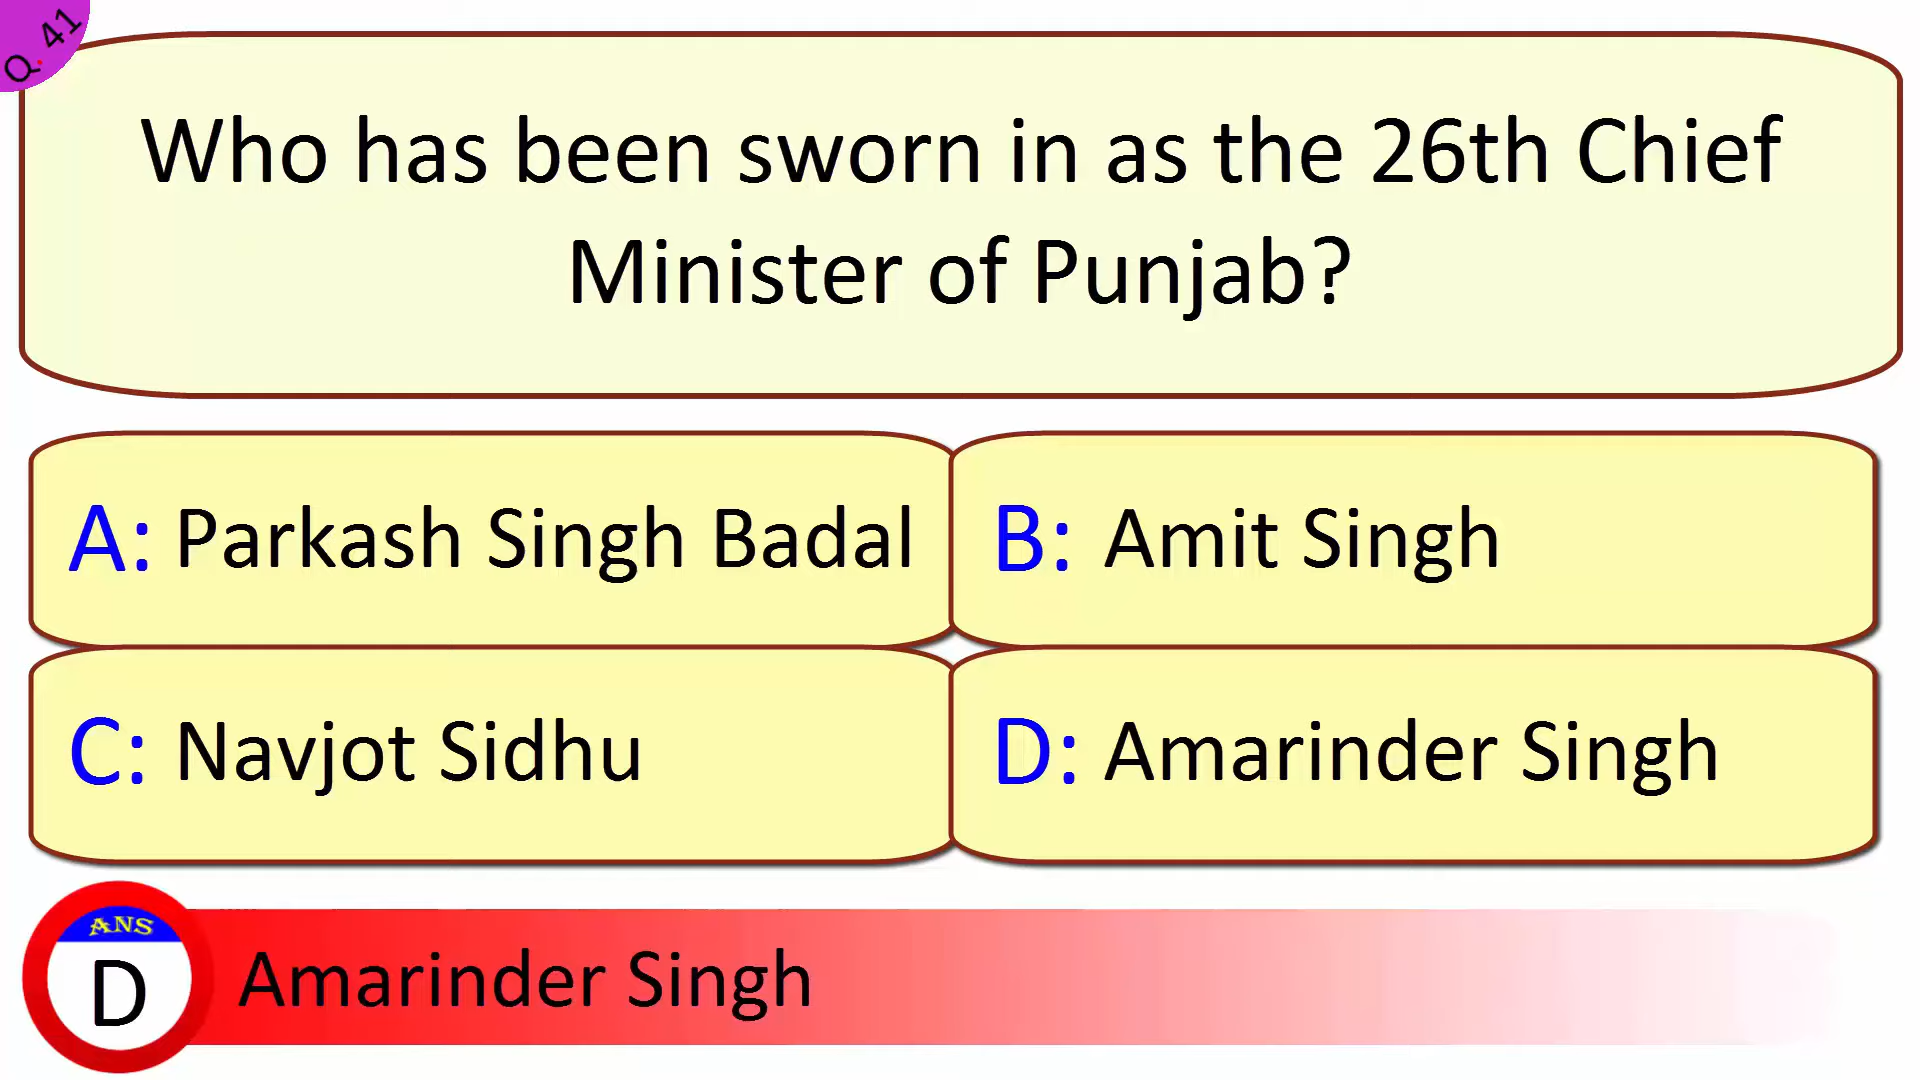 Q. 41
Who has been sworn in as the 26th Chief
Minister of Punjab?
A: Parkash Singh Badal
B: Amit Singh
C: Navjot Sidhu
D: Amarinder Singh
ANS
D
Amarinder Singh